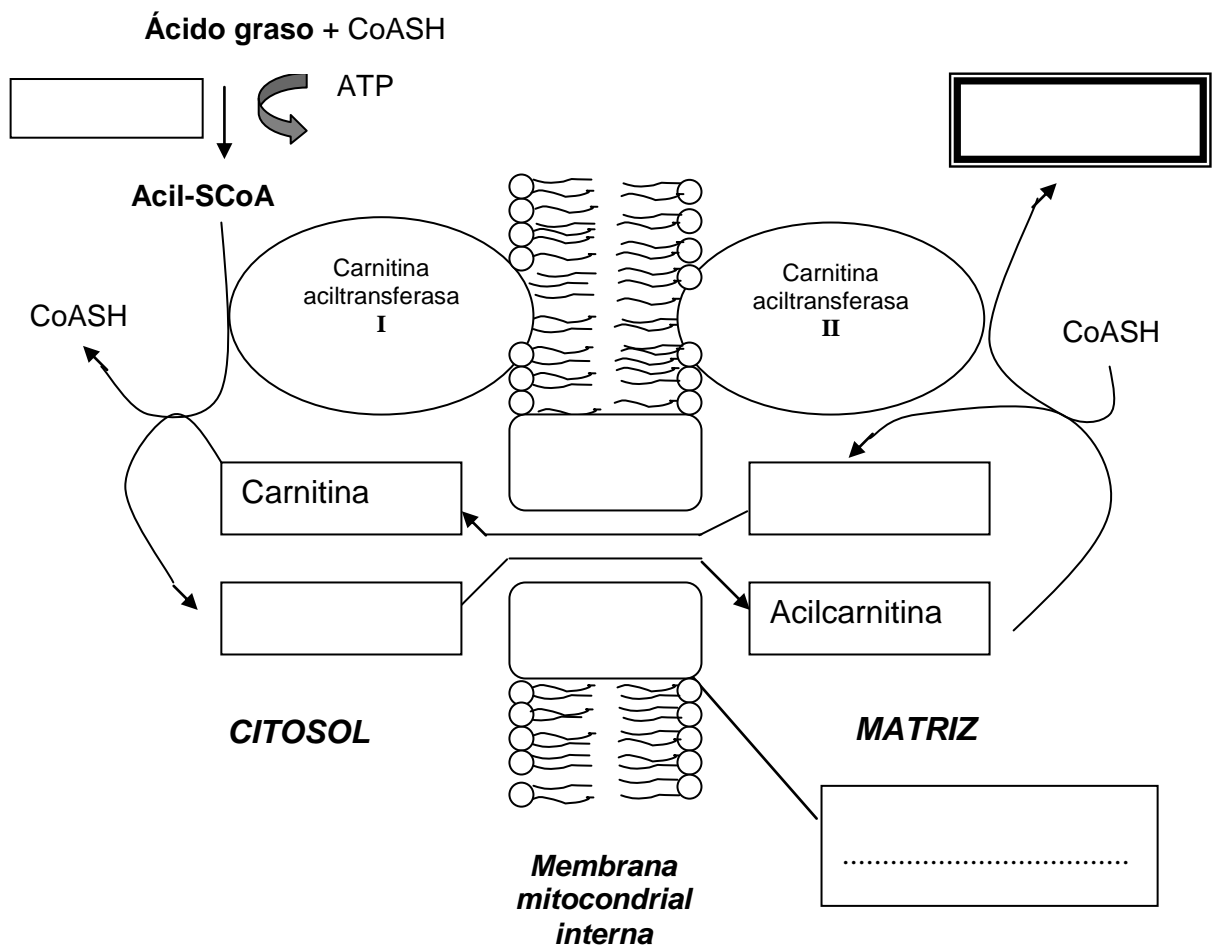 Ácido graso + CoASH
ATP
Acil-SCoA
Carnitina
aciltransferasa
I
Carnitina
aciltransferasa
II
CoASH
CoASH
Carnitina
Acilcarnitina
CITOSOL
MATRIZ
....................................
Membrana
mitocondrial
interna